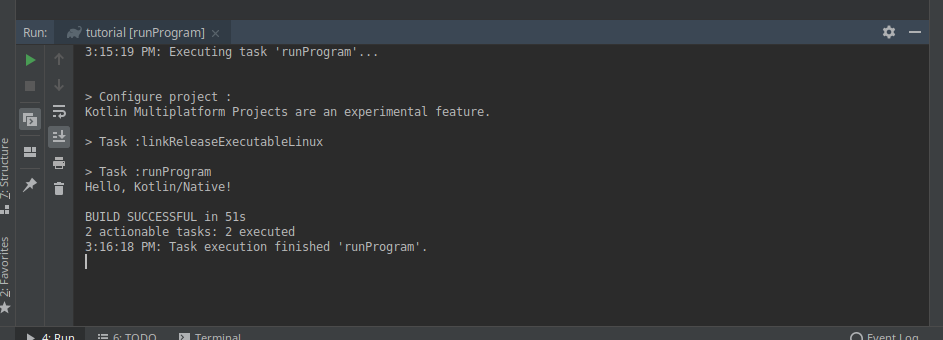 Run: tutorial [runProgram]
3:15:19 PM: Executing task 'runProgram'...
> Configure project :
Kotlin Multiplatform Projects are an experimental feature.
> Task :linkReleaseExecutableLinux
> Task :runProgram
Hello, Kotlin/Native!
BUILD SUCCESSFUL in 51s
2 actionable tasks: 2 executed
3:16:18 PM: Task execution finished 'runProgram'.
7: Structure
2: Favorites
4: Run 6: TODO Terminal Event Log